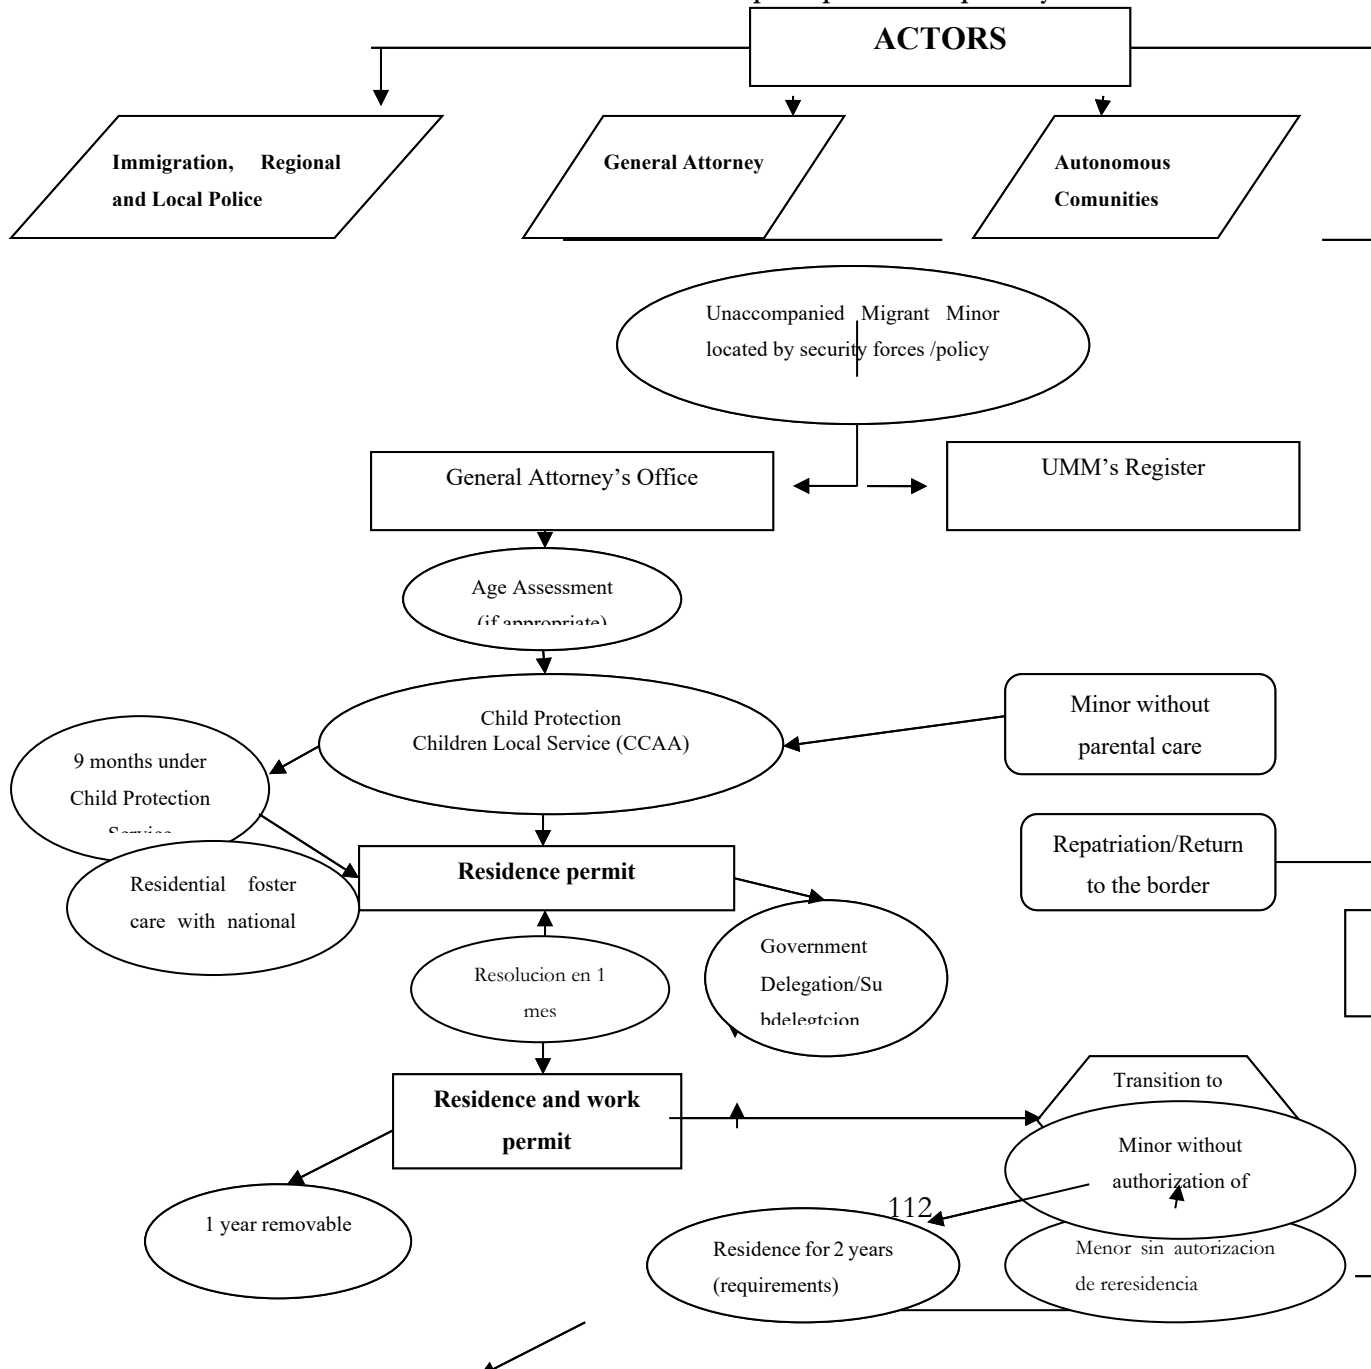 ACTORS
Immigration, Regional
and Local Police
General Attorney
Autonomous
Comunities
Unaccompanied Migrant Minor
located by security forces /policy
General Attorney’s Office
UMM’s Register
Age Assessment
(if appropriate)
Child Protection
Children Local Service (CCAA)
Minor without
parental care
9 months under
Child Protection
Service
Repatriation/Return
to the border
Residence permit
Residential foster
care with national
Government
Delegation/Su
bdelegtcion
Resolucion en 1
mes
Residence and work
permit
Transition to
Minor without
authorization of
1 year removable
112
Residence for 2 years
(requirements)
Menor sin autorizacion
de reresidencia